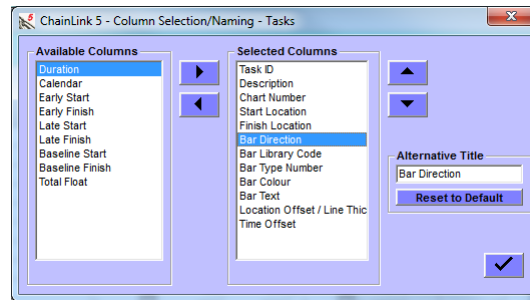 ChainLink 5 - Column Selection/Naming - Tasks
Available Columns
Duration
Calendar
Early Start
Early Finish
Late Start
Late Finish
Baseline Start
Baseline Finish
Total Float
Selected Columns
Task ID
Description
Chart Number
Start Location
Finish Location
Bar Direction
Bar Library Code
Bar Type Number
Bar Colour
Bar Text
Location Offset / Line Thic
Time Offset
Alternative Title
Bar Direction
Reset to Default